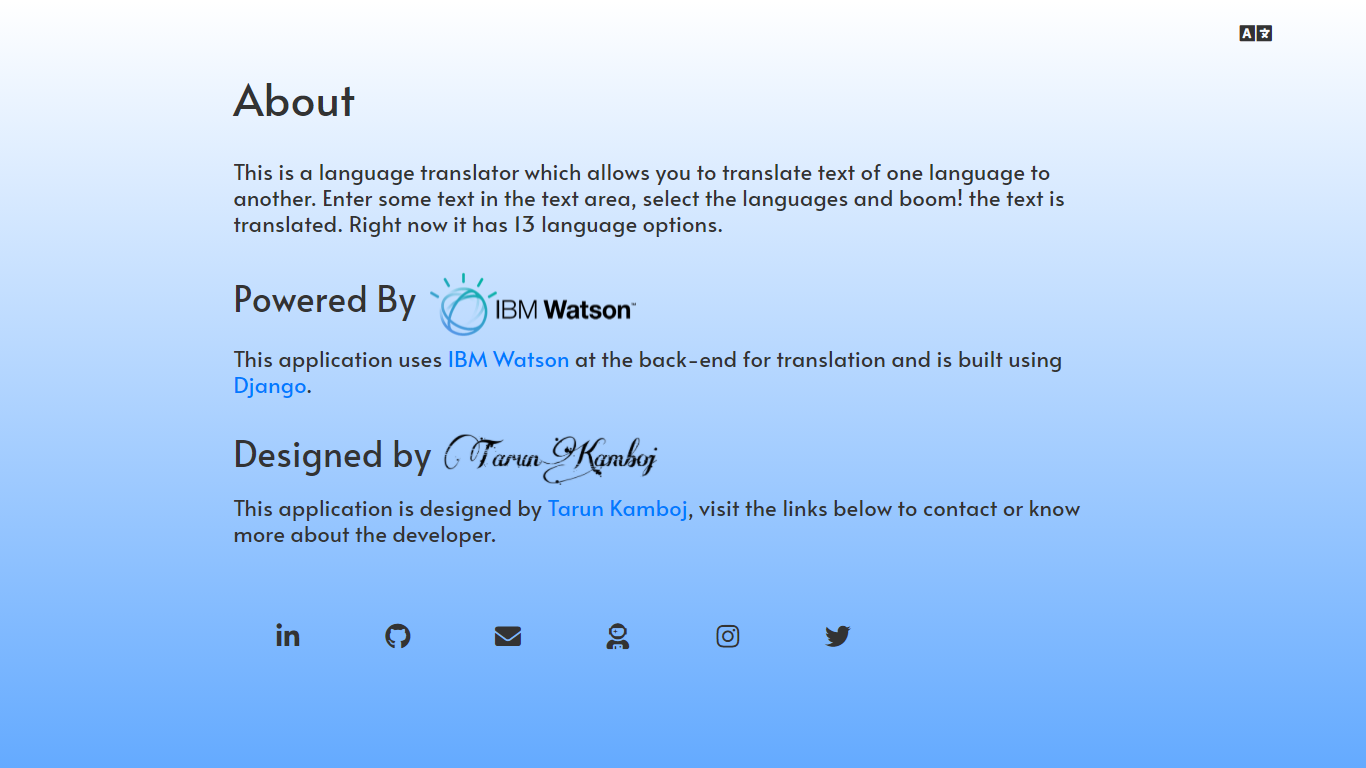 A 文
About
This is a language translator which allows you to translate text of one language to
another. Enter some text in the text area, select the languages and boom! the text is
translated. Right now it has 13 language options.
Powered By IBM Watson™
This application uses IBM Watson at the back-end for translation and is built using
Django.
Designed by Tarun Kamboj
This application is designed by Tarun Kamboj, visit the links below to contact or know
more about the developer.
in